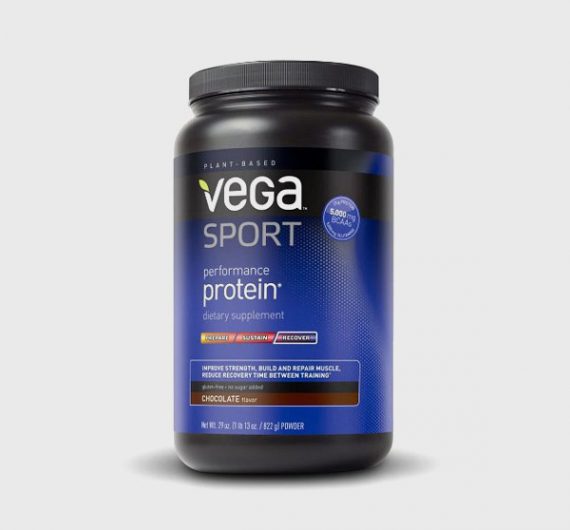 PLANT-BASED
vega™
SPORT
performance
protein*
dietary supplement
5,000 mg
BCAAs
PREPARE SUSTAIN RECOVER
IMPROVE STRENGTH, BUILD AND REPAIR MUSCLE,
REDUCE RECOVERY TIME BETWEEN TRAINING*
gluten-free • no sugar added
CHOCOLATE flavor
Net Wt. 29 oz. (1 lb 13 oz. / 822 g) POWDER